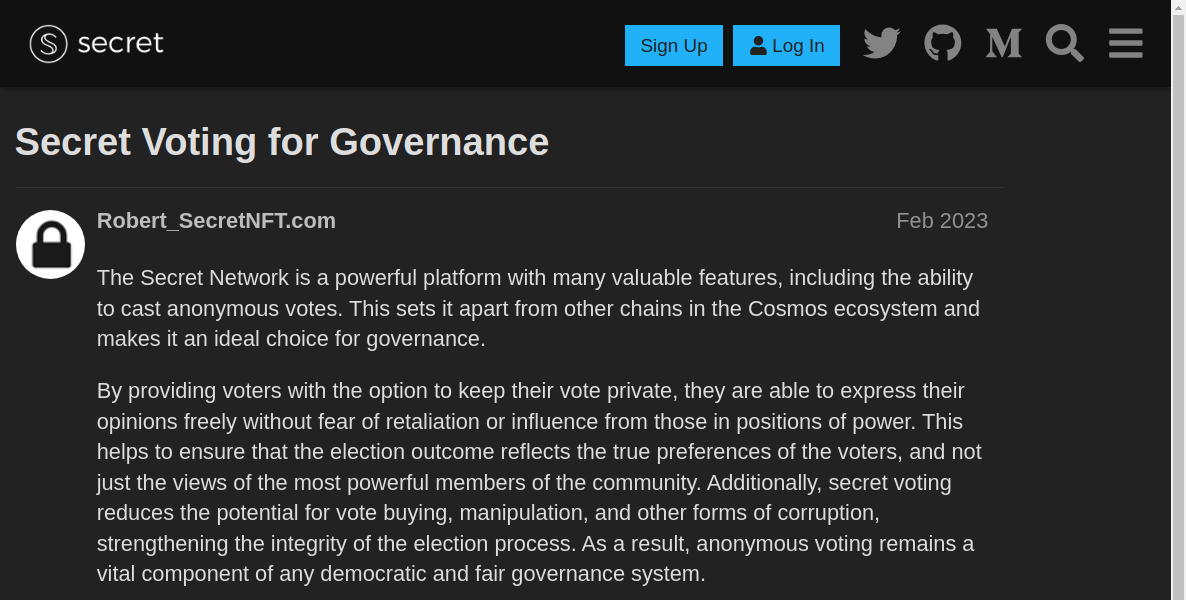 secret
Sign Up
Log In
Secret Voting for Governance
Robert_SecretNFT.com
Feb 2023
The Secret Network is a powerful platform with many valuable features, including the ability
to cast anonymous votes. This sets it apart from other chains in the Cosmos ecosystem and
makes it an ideal choice for governance.
By providing voters with the option to keep their vote private, they are able to express their
opinions freely without fear of retaliation or influence from those in positions of power. This
helps to ensure that the election outcome reflects the true preferences of the voters, and not
just the views of the most powerful members of the community. Additionally, secret voting
reduces the potential for vote buying, manipulation, and other forms of corruption,
strengthening the integrity of the election process. As a result, anonymous voting remains a
vital component of any democratic and fair governance system.